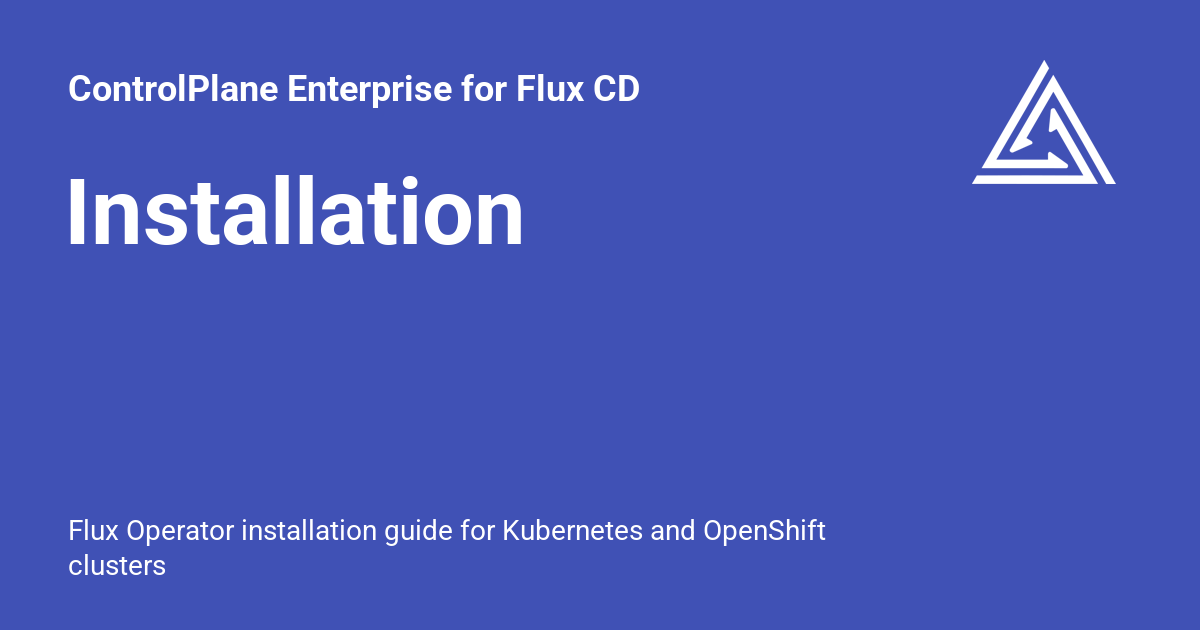 ControlPlane Enterprise for Flux CD
Installation
Flux Operator installation guide for Kubernetes and OpenShift
clusters